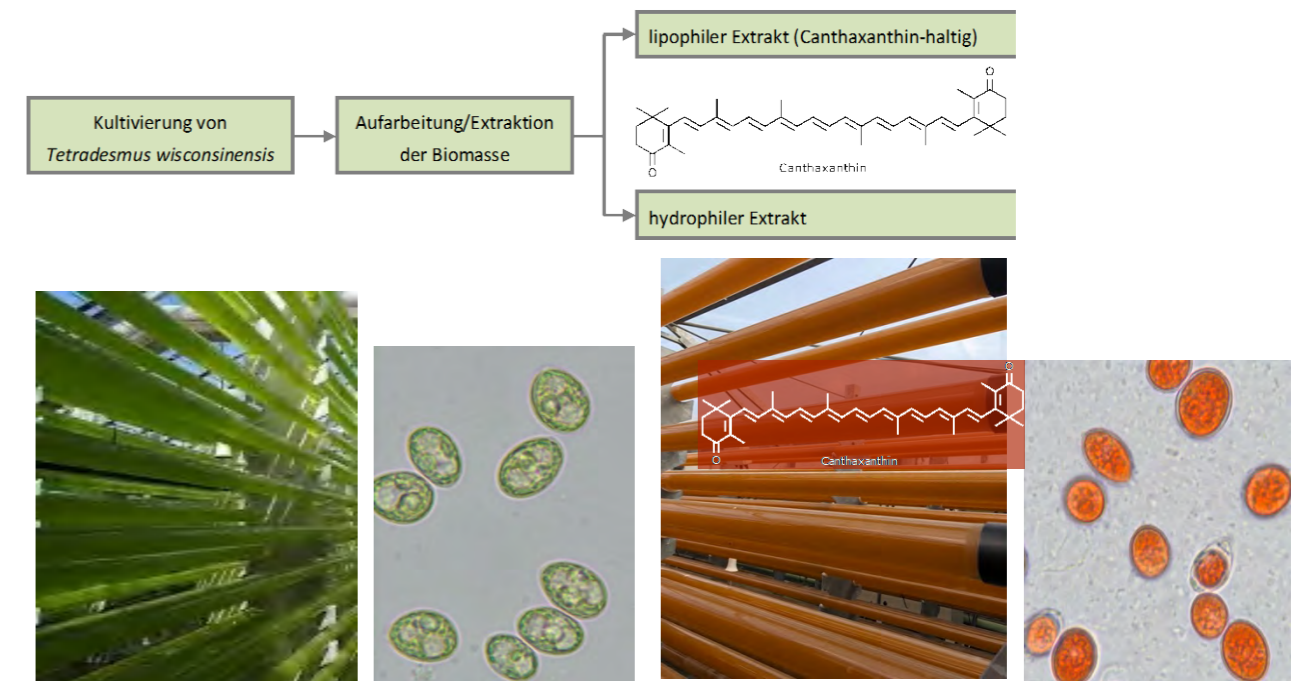 lipophiler Extrakt (Canthaxanthin-haltig)
Kultivierung von
Tetradesmus wisconsinensis
Aufarbeitung/Extraktion
der Biomasse
O
O
Canthaxanthin
hydrophiler Extrakt
O
O
Canthaxanthin